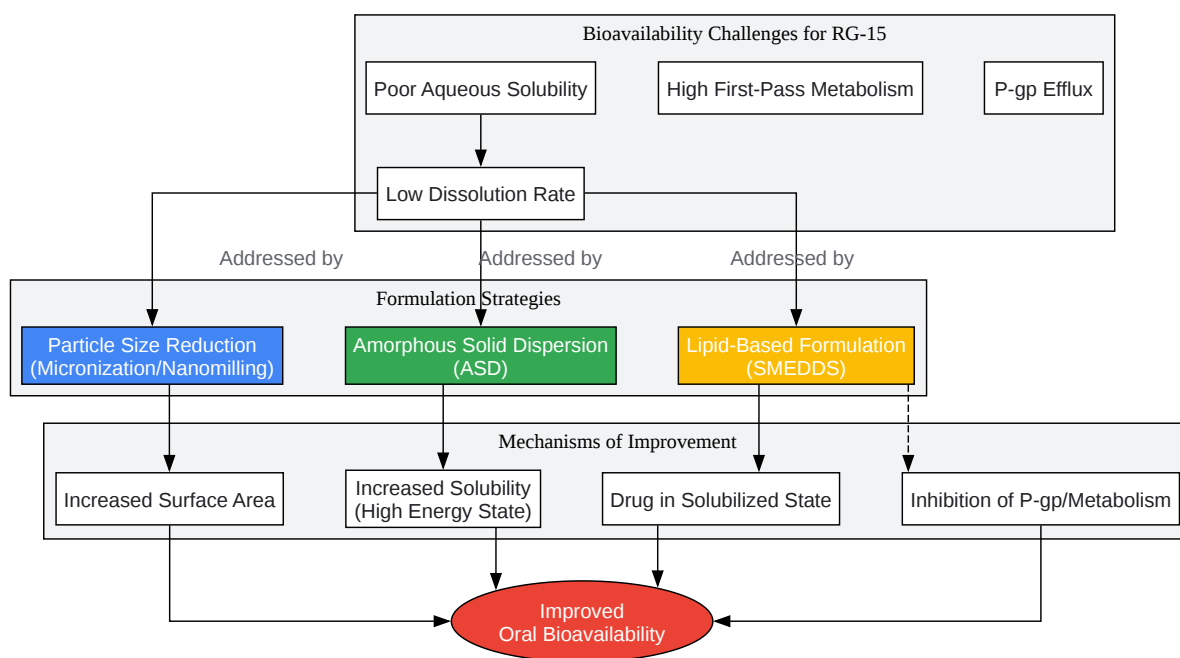 Bioavailability Challenges for RG-15
Poor Aqueous Solubility
High First-Pass Metabolism
P-gp Efflux
Low Dissolution Rate
Addressed by
Addressed by
Addressed by
Formulation Strategies
Particle Size Reduction
(Micronization/Nanomilling)
Amorphous Solid Dispersion
(ASD)
Lipid-Based Formulation
(SMEDDS)
Mechanisms of Improvement
Increased Surface Area
Increased Solubility
(High Energy State)
Drug in Solubilized State
Inhibition of P-gp/Metabolism
Improved
Oral Bioavailability